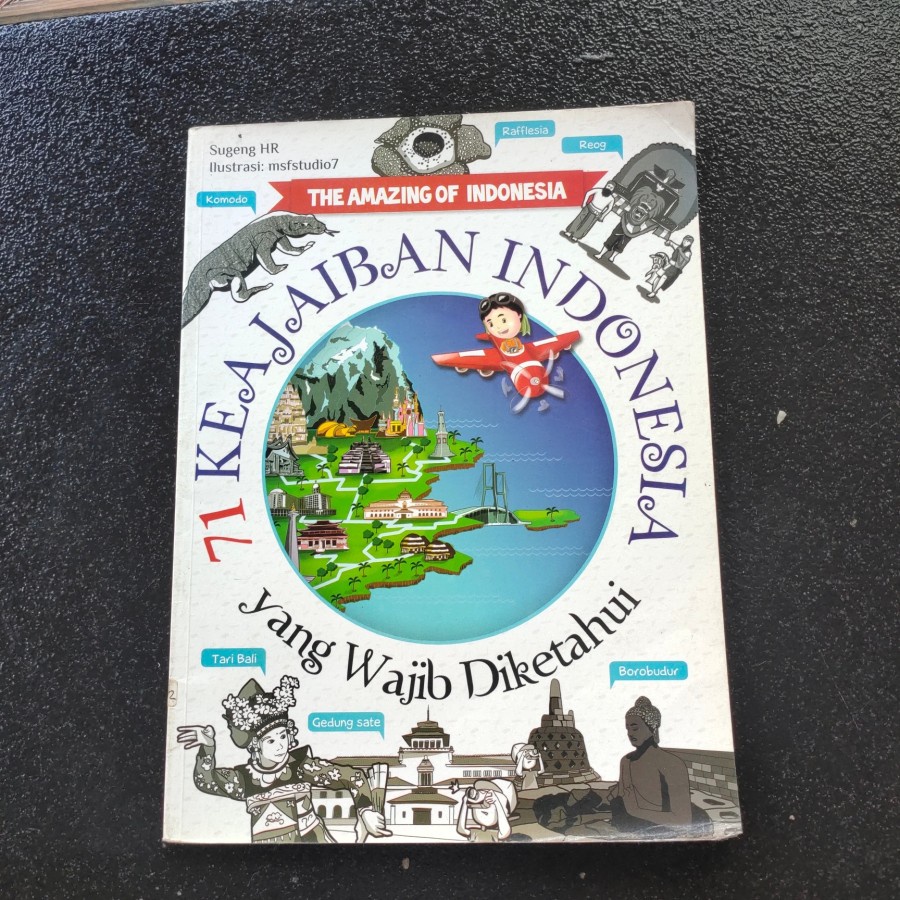 Sugeng HR
Ilustrasi: msfstudio7
Rafflesia
Reog
Komodo
THE AMAZING OF INDONESIA
71 KEAJAIBAN INDONESIA
yang Wajib Diketahui
Tari Bali
Gedung sate
Borobudur
2